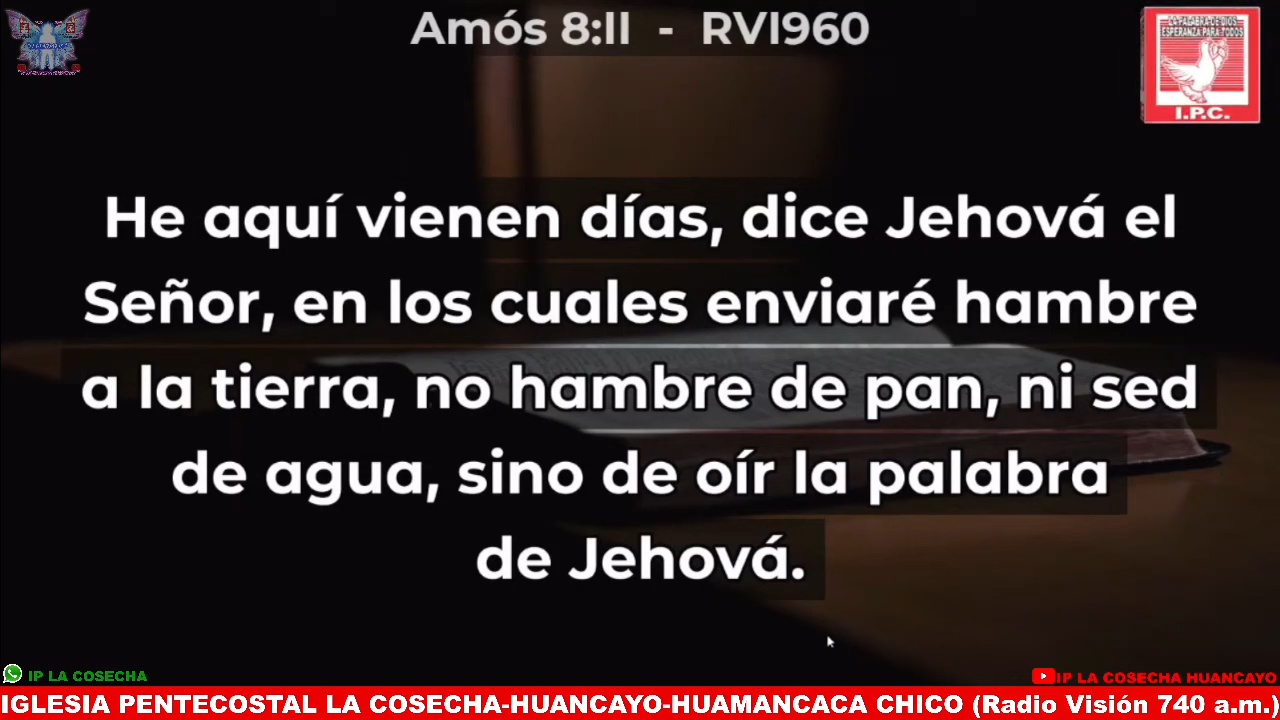 Amós 8:11 - RV1960
LA PALABRA DE DIOS
ESPERANZA PARA TODOS
I.P.C.
He aquí vienen días, dice Jehová el
Señor, en los cuales enviaré hambre
a la tierra, no hambre de pan, ni sed
de agua, sino de oír la palabra
de Jehová.
IP LA COSECHA
IP LA COSECHA HUANCAYO
IGLESIA PENTECOSTAL LA COSECHA-HUANCAYO-HUAMANCACA CHICO (Radio Visión 740 a.m.)